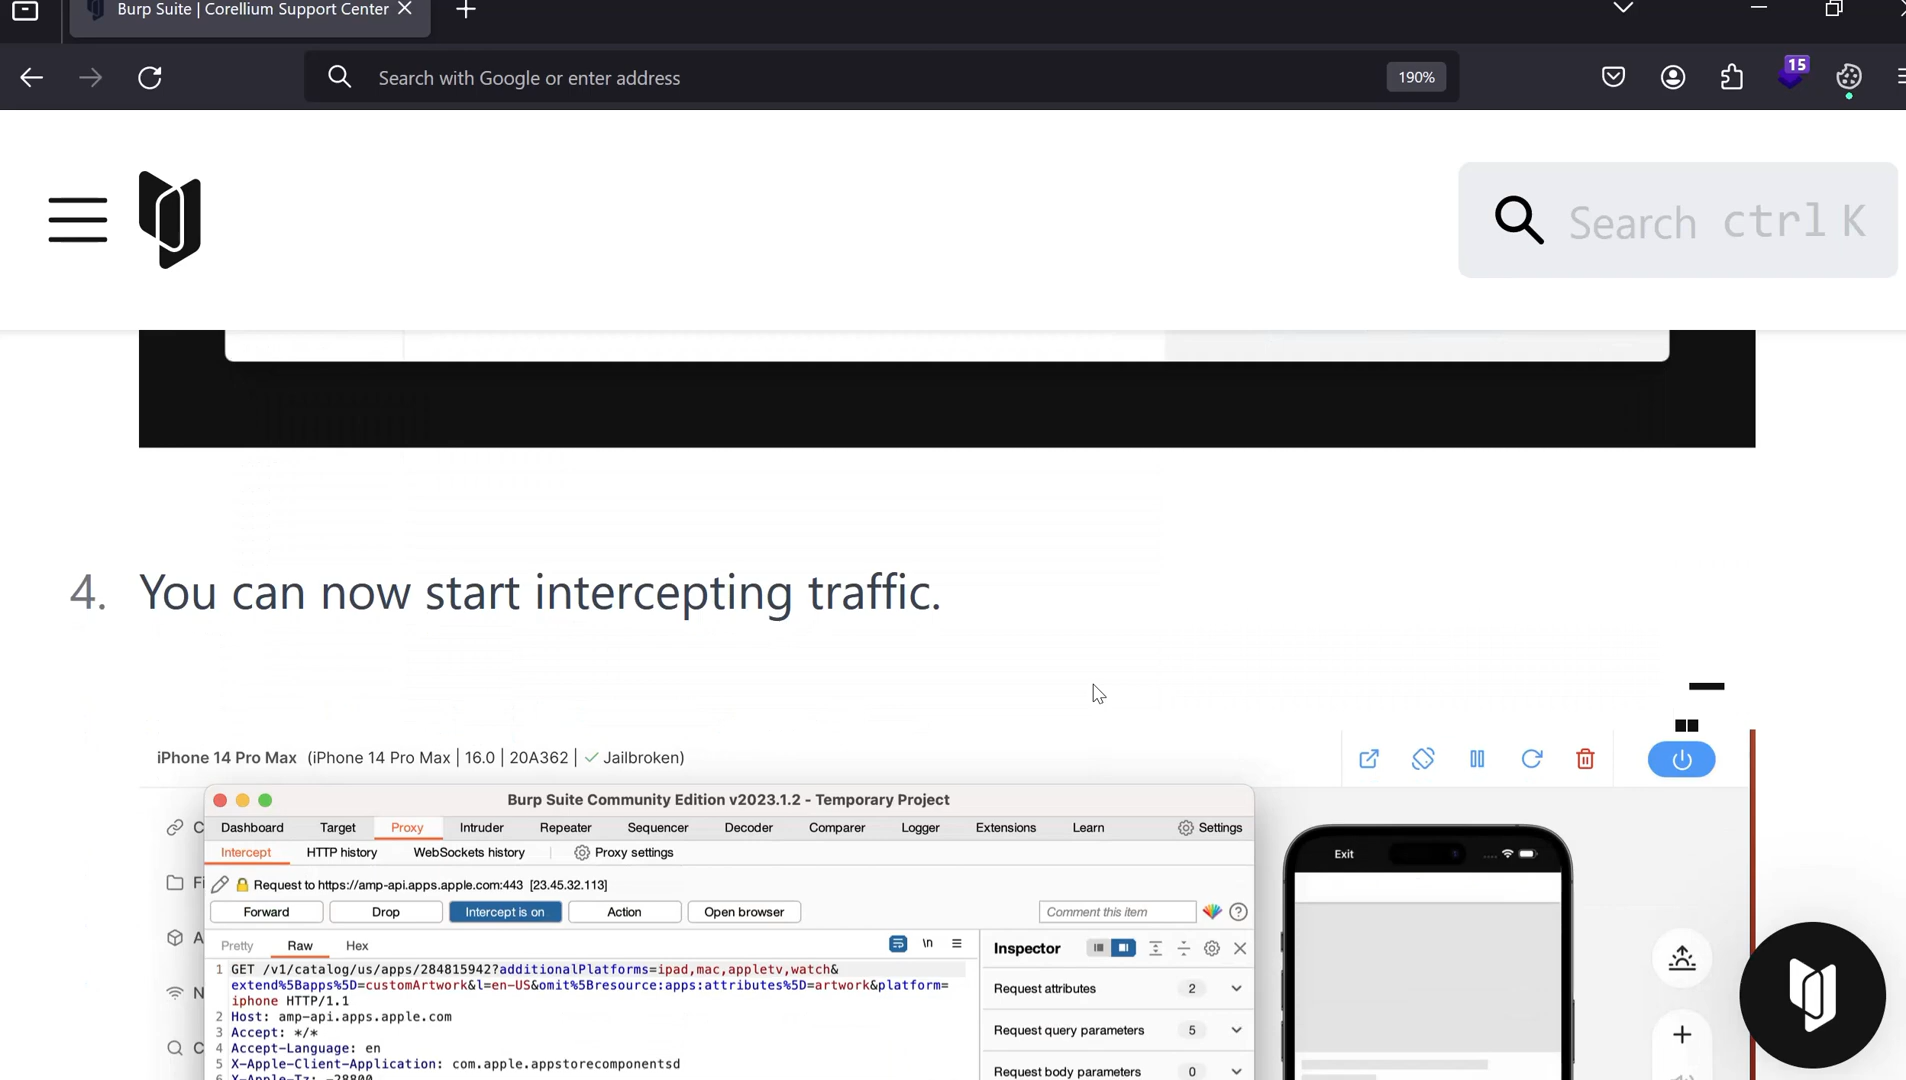 Burp Suite | Corellium Support Center
Search with Google or enter address
190%
15
Search ctrl K
4. You can now start intercepting traffic.
iPhone 14 Pro Max (iPhone 14 Pro Max | 16.0 | 20A362 | ✓ Jailbroken)
Burp Suite Community Edition v2023.1.2 - Temporary Project
C
Dashboard Target Proxy Intruder Repeater Sequencer Decoder Comparer Logger Extensions Learn Settings
Intercept HTTP history WebSockets history Proxy settings
Exit
Fi
Request to https://amp-api.apps.apple.com:443 [23.45.32.113]
Forward Drop Intercept is on Action Open browser Comment this item
A
Pretty Raw Hex \n
Inspector
1 GET /v1/catalog/us/apps/284815942?additionalPlatforms=ipad,mac,appletv,watch&
extend%5Bapps%5D=customArtwork&l=en-US&omit%5Bresource:apps:attributes%5D=artwork&platform=
iphone HTTP/1.1
2 Host: amp-api.apps.apple.com
3 Accept: */*
4 Accept-Language: en
5 X-Apple-Client-Application: com.apple.appstorecomponentsd
6 X-Apple-Tz: -28800
N
C
Request attributes 2
Request query parameters 5
Request body parameters 0